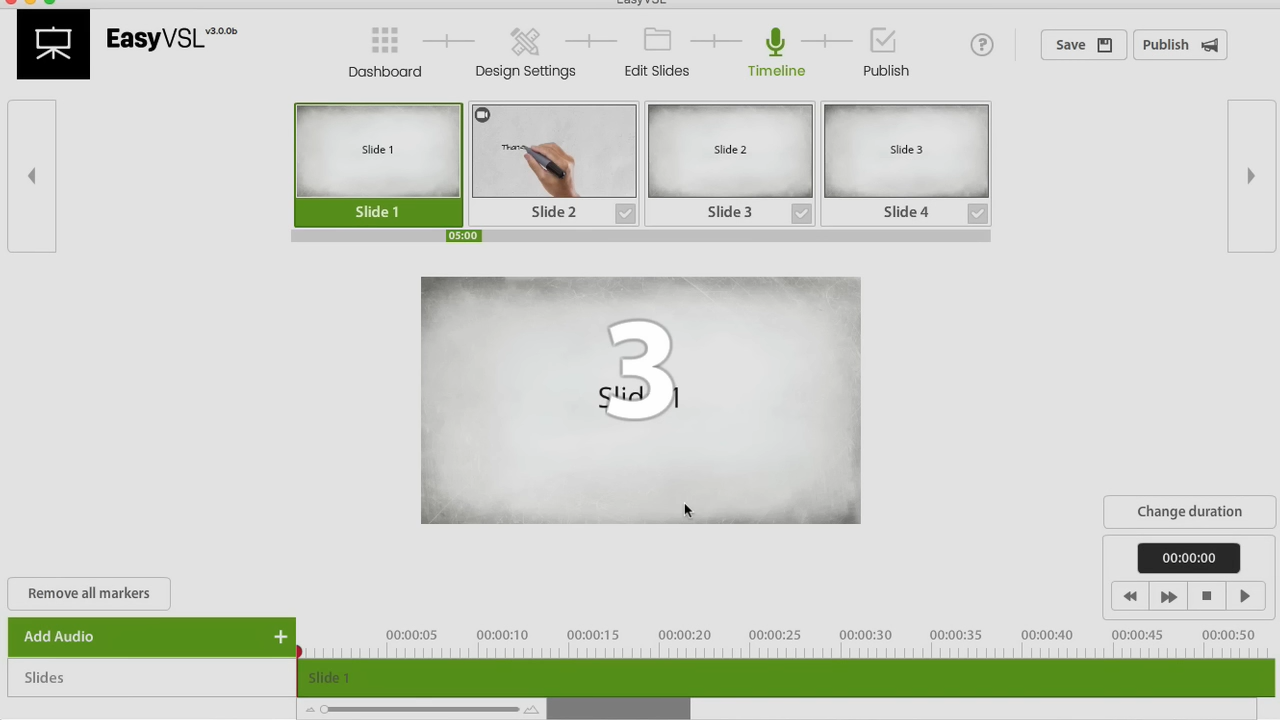 EasyVSL
EasyVSL v3.0.0b
Dashboard
Design Settings
Edit Slides
Timeline
Publish
?
Save
Publish
Slide 1
Slide 2
Slide 3
Slide 1
Slide 2
Slide 3
Slide 4
05:00
3
Change duration
00:00:00
Remove all markers
Add Audio +
00:00:05 00:00:10 00:00:15 00:00:20 00:00:25 00:00:30 00:00:35 00:00:40 00:00:45 00:00:50
Slides
Slide 1